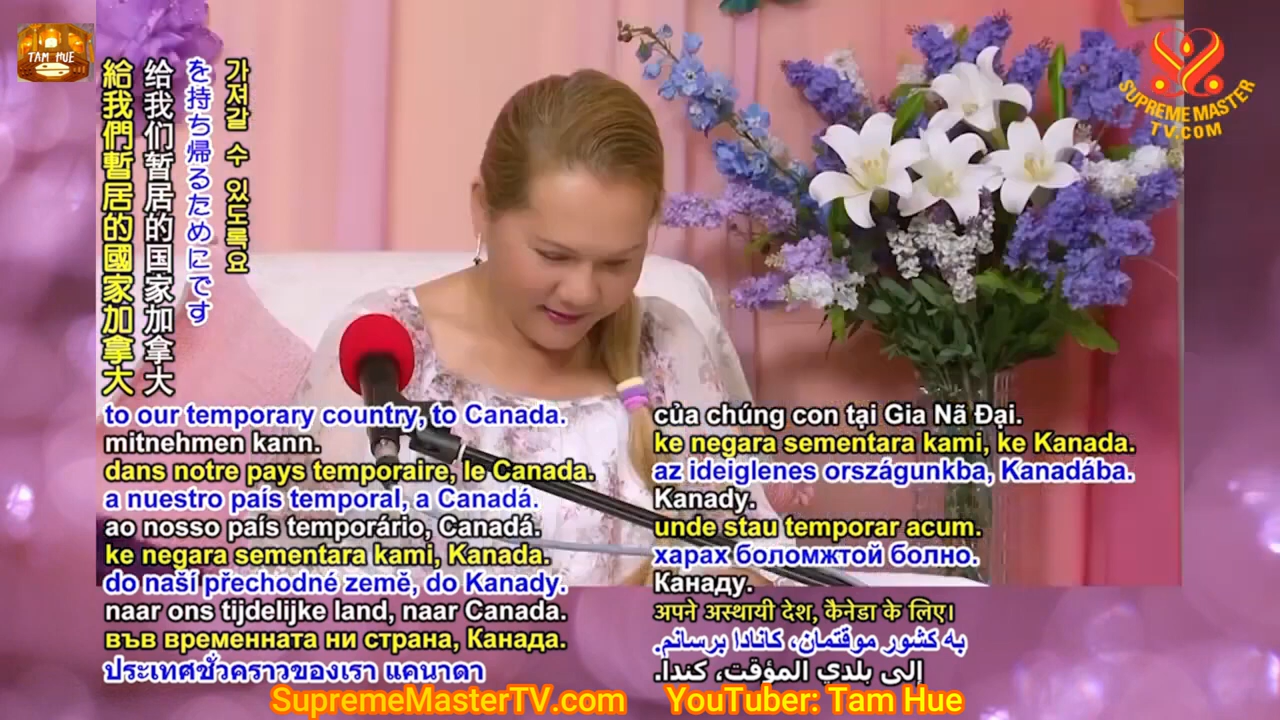 TAM HUE
SUPREME MASTER
TV.COM
가져갈 수 있도록요
を持ち帰るためにです
给我们暂居的国家加拿大
給我們暫居的國家加拿大
to our temporary country, to Canada.
mitnehmen kann.
dans notre pays temporaire, le Canada.
a nuestro país temporal, a Canadá.
ao nosso país temporário, Canadá.
ke negara sementara kami, Kanada.
do naší přechodné země, do Kanady.
naar ons tijdelijke land, naar Canada.
във временната ни страна, Канада.
ประเทศชั่วคราวของเรา แคนาดา
của chúng con tại Gia Nã Đại.
ke negara sementara kami, ke Kanada.
az ideiglenes országunkba, Kanadába.
Kanady.
unde stau temporar acum.
харах боломжтой болно.
Канаду.
अपने अस्थायी देश, कैनेडा के लिए।
به کشور موقتمان، کانادا برسانم.
إلى بلدي المؤقت، كندا.
SupremeMasterTV.com YouTuber: Tam Hue